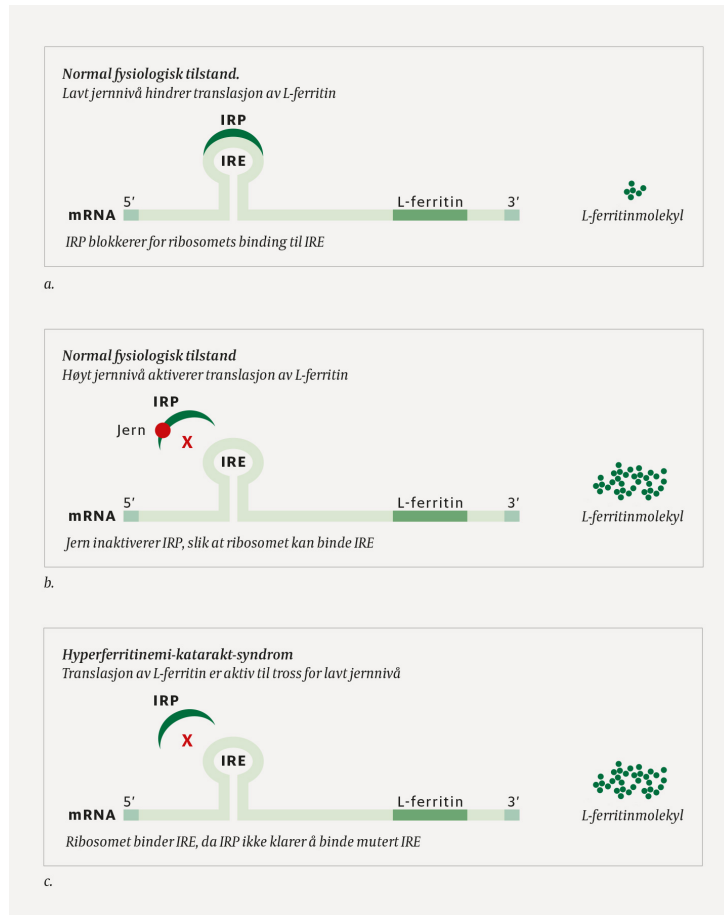 Normal fysiologisk tilstand.
Lavt jernnivå hindrer translasjon av L-ferritin
IRP
IRE
5′
L-ferritin
3′
mRNA
L-ferritinmolekyl
IRP blokkerer for ribosomets binding til IRE
a.
Normal fysiologisk tilstand
Høyt jernnivå aktiverer translasjon av L-ferritin
IRP
Jern
X
IRE
5′
L-ferritin
3′
mRNA
L-ferritinmolekyl
Jern inaktiverer IRP, slik at ribosomet kan binde IRE
b.
Hyperferritinemi-katarakt-syndrom
Translasjon av L-ferritin er aktiv til tross for lavt jernnivå
IRP
X
IRE
5′
L-ferritin
3′
mRNA
L-ferritinmolekyl
Ribosomet binder IRE, da IRP ikke klarer å binde mutert IRE
c.